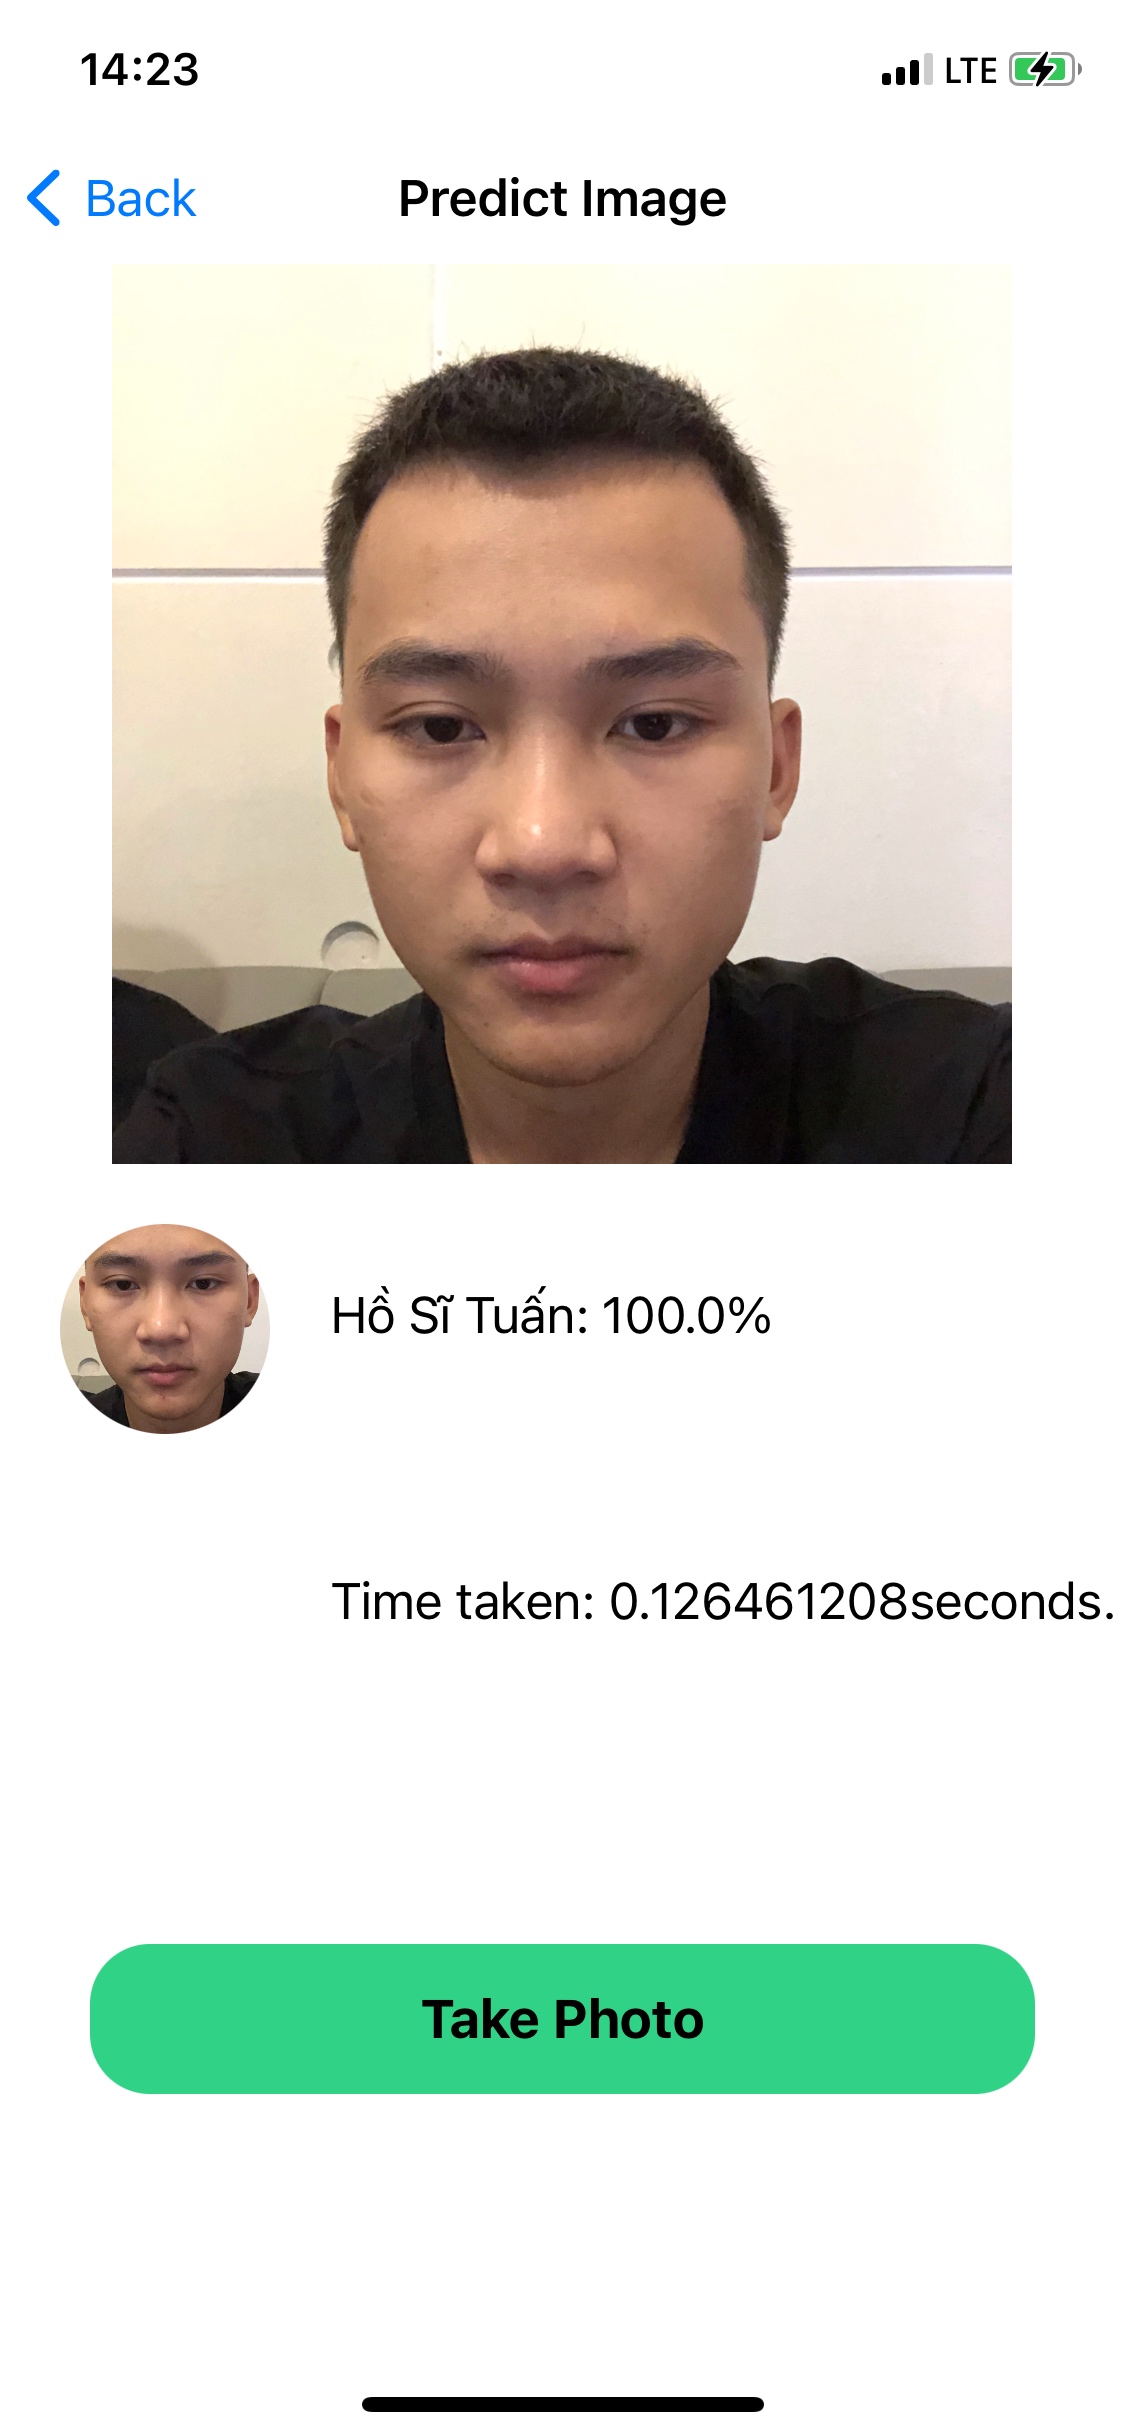 14:23
LTE
Back
Predict Image
Hồ Sĩ Tuấn: 100.0%
Time taken: 0.126461208seconds.
Take Photo